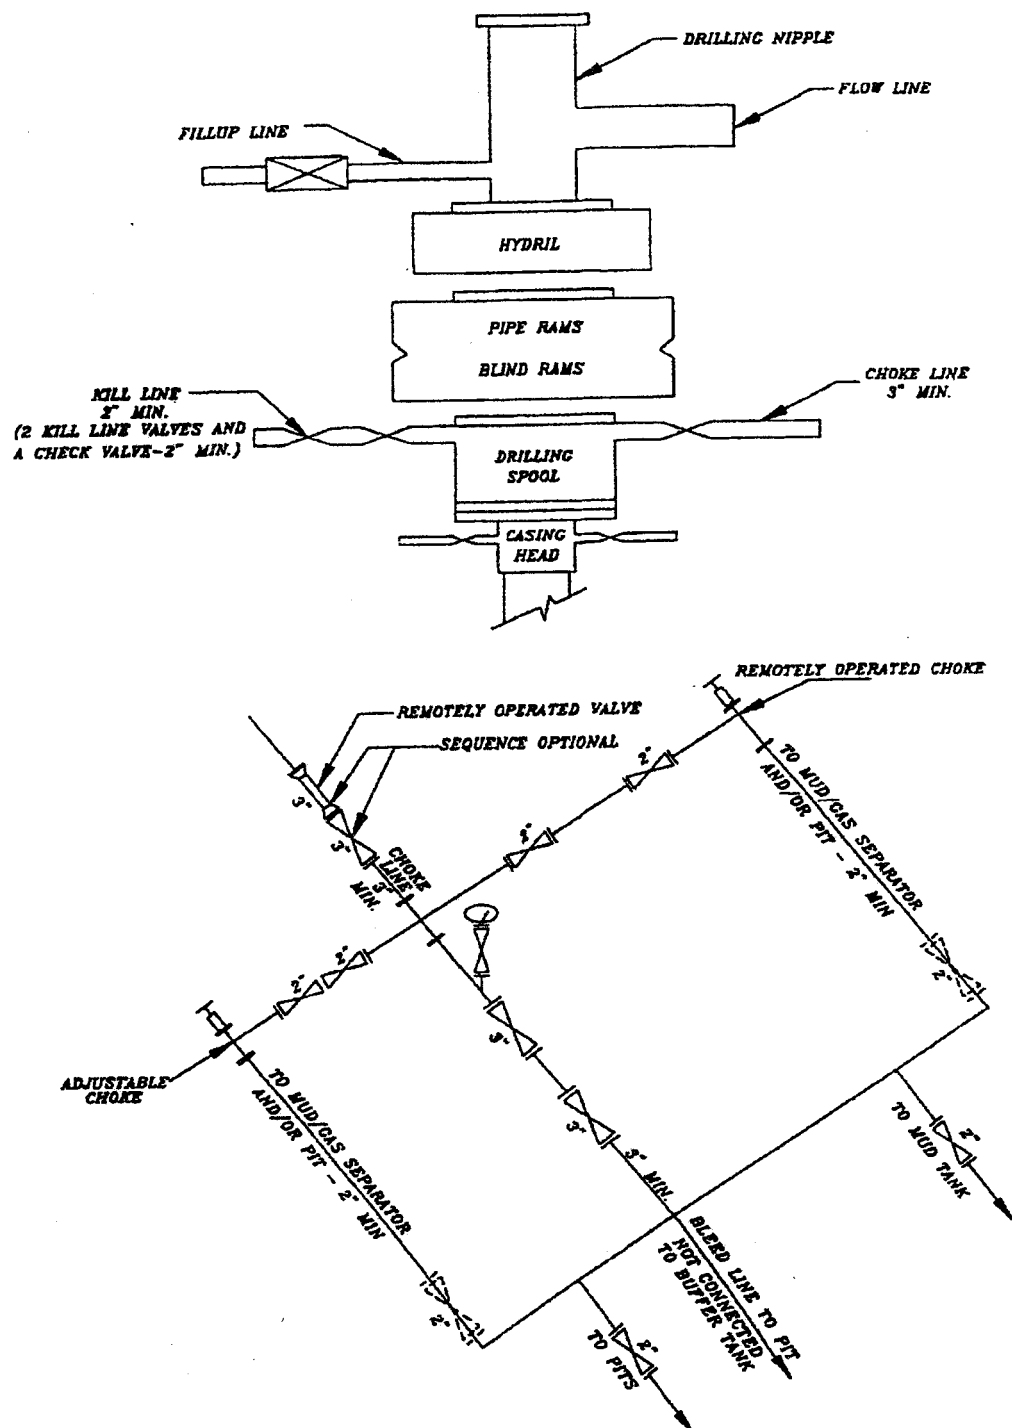 DRILLING NIPPLE
FLOW LINE
FILLUP LINE
HYDRIL
PIPE RAMS
BLIND RAMS
KILL LINE
2" MIN.
(2 KILL LINE VALVES AND
A CHECK VALVE-2" MIN.)
CHOKE LINE
3" MIN.
DRILLING
SPOOL
CASING
HEAD
REMOTELY OPERATED CHOKE
REMOTELY OPERATED VALVE
SEQUENCE OPTIONAL
3"
3"
CHOKE
LINE
3"
MIN.
2"
2"
TO MUD/GAS SEPARATOR
AND/OR PIT - 2" MIN
2"
2"
2"
ADJUSTABLE
CHOKE
TO MUD/GAS SEPARATOR
AND/OR PIT - 2" MIN
2"
3"
3"
3" MIN.
BLEED LINE TO PIT
NOT CONNECTED
TO BUFFER TANK
2"
TO MUD TANK
2"
TO PITS